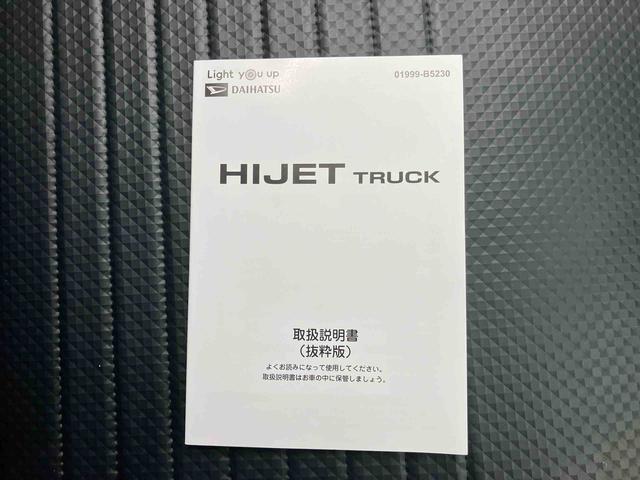 Light you up
01999-B5230
DAIHATSU
HIJET TRUCK
取扱説明書
（抜粋版）
よくお読みになって使用してください。
取扱説明書はお車の中に保管しましょう。